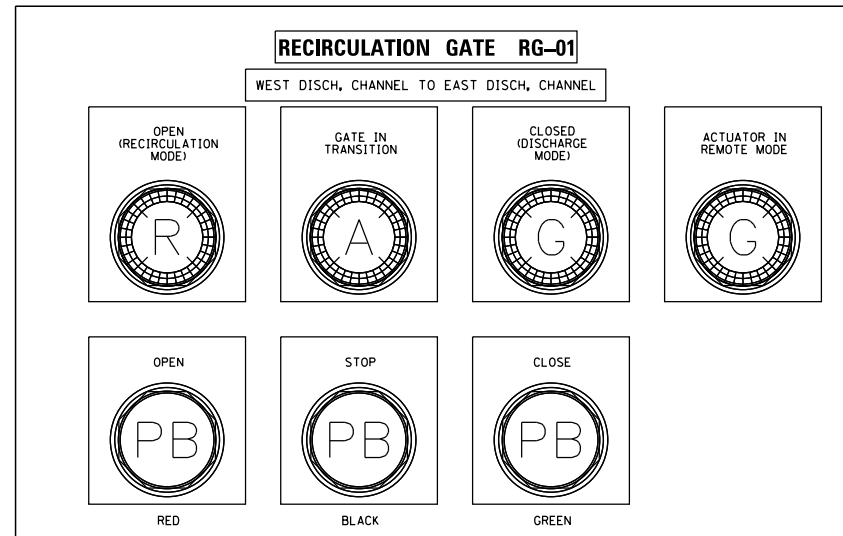 RECIRCULATION GATE RG–01
WEST DISCH, CHANNEL TO EAST DISCH, CHANNEL
OPEN
(RECIRCULATION
MODE)
R
GATE IN
TRANSITION
A
CLOSED
(DISCHARGE
MODE)
G
ACTUATOR IN
REMOTE MODE
G
OPEN
PB
RED
STOP
PB
BLACK
CLOSE
PB
GREEN